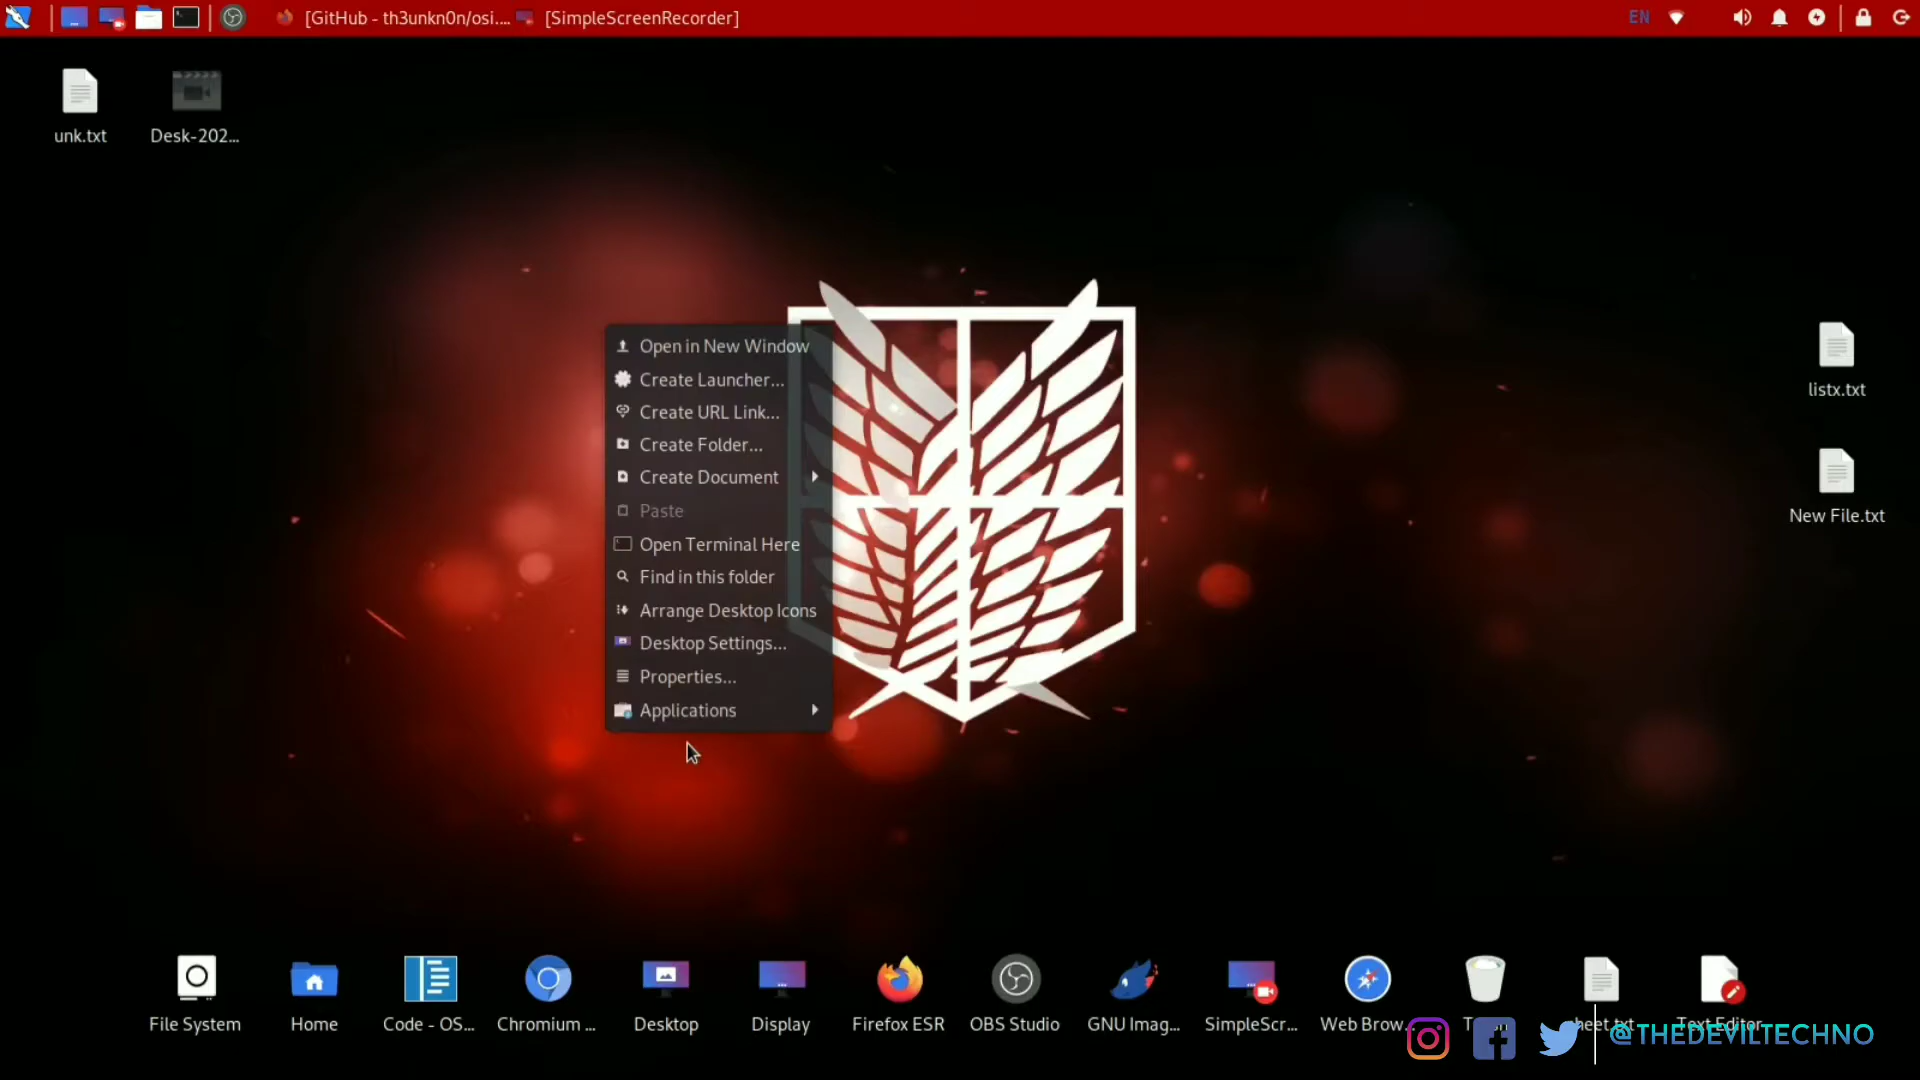 [GitHub - th3unkn0n/osi.... [SimpleScreenRecorder] EN
unk.txt
Desk-202...
Open in New Window
Create Launcher...
Create URL Link...
Create Folder...
Create Document
Paste
Open Terminal Here
Find in this folder
Arrange Desktop Icons
Desktop Settings...
Properties...
Applications
listx.txt
New File.txt
File System
Home
Code - OS...
Chromium ...
Desktop
Display
Firefox ESR
OBS Studio
GNU Imag...
SimpleScr...
Web Brow...
Text Editor
@THEDEVILTECHNO